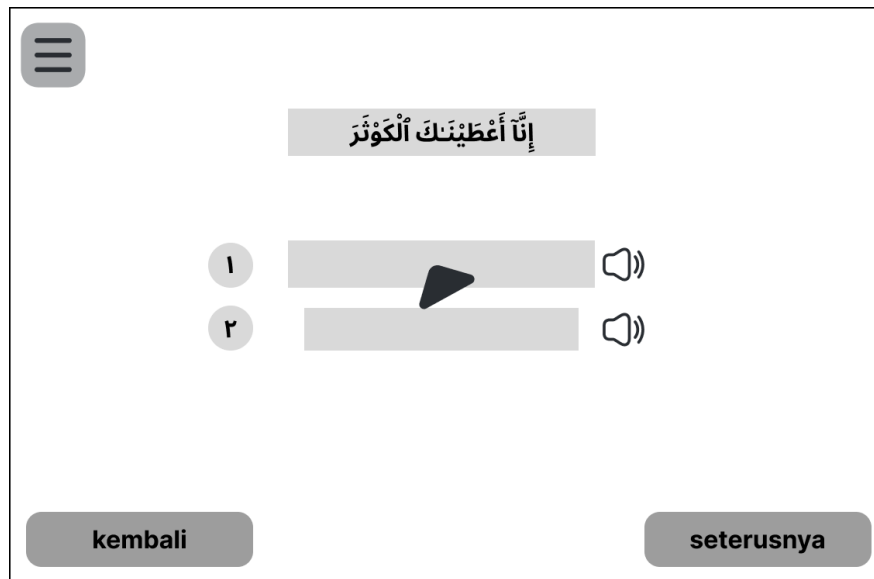 إِنَّآ أَعْطَيْنَـٰكَ ٱلْكَوْثَرَ
١
٢
kembali
seterusnya